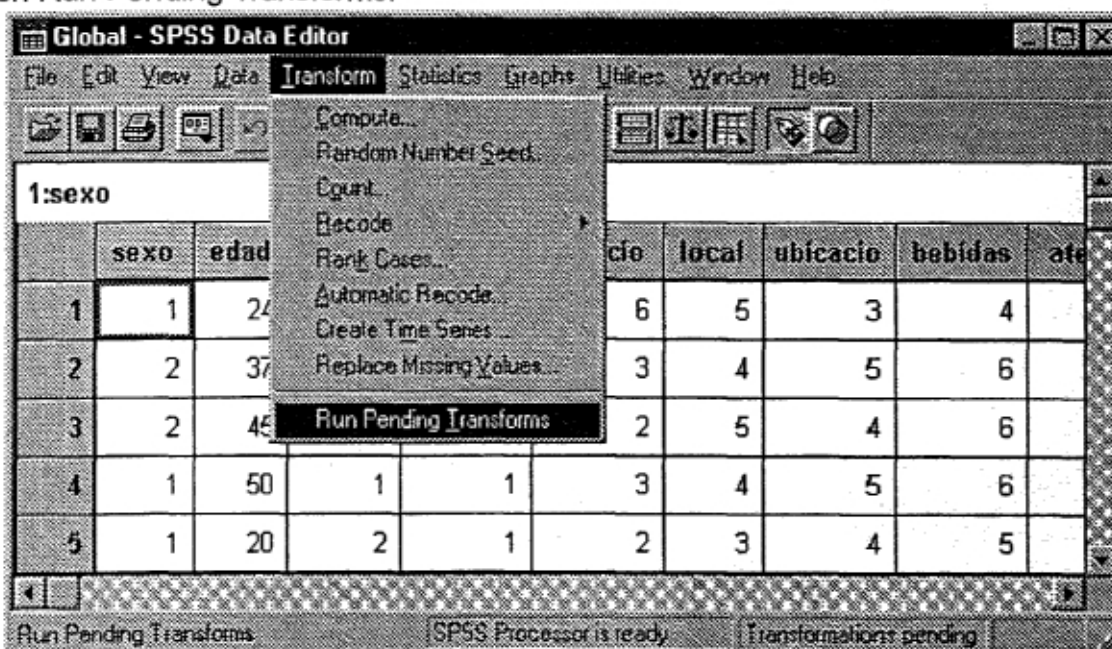 Run Pending Transforms.
Global - SPSS Data Editor
File Edit View Data Transform Statistics Graphs Utilities Window Help
Compute...
Random Number Seed...
Count...
Recode
Rank Cases...
Automatic Recode...
Create Time Series...
Replace Missing Values...
Run Pending Transforms
1:sexo
sexo edad cio local ubicacio bebidas ate
1 1 24 6 5 3 4
2 2 37 3 4 5 6
3 2 45 2 5 4 6
4 1 50 1 1 3 4 5 6
5 1 20 2 1 2 3 4 5
Run Pending Transforms SPSS Processor is ready Transformations pending